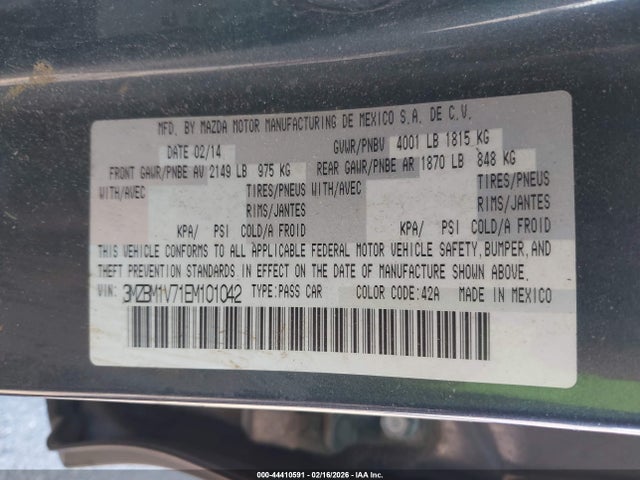 MFD. BY MAZDA MOTOR MANUFACTURING DE MEXICO S.A. DE C.V.
DATE 02/14 GVWR/PNBV 4001 LB 1815 KG
FRONT GAWR/PNBE AV 2149 LB 975 KG REAR GAWR/PNBE AR 1870 LB 848 KG
WITH/AVEC TIRES/PNEUS WITH/AVEC TIRES/PNEUS
RIMS/JANTES RIMS/JANTES
KPA/ PSI COLD/A FROID KPA/ PSI COLD/A FROID
THIS VEHICLE CONFORMS TO ALL APPLICABLE FEDERAL MOTOR VEHICLE SAFETY, BUMPER, AND
THEFT PREVENTION STANDARDS IN EFFECT ON THE DATE OF MANUFACTURE SHOWN ABOVE.
VIN: 3MZBM1V71EM101042 TYPE: PASS CAR COLOR CODE: 42A MADE IN MEXICO
000-44410591 - 02/16/2026 - IAA Inc.